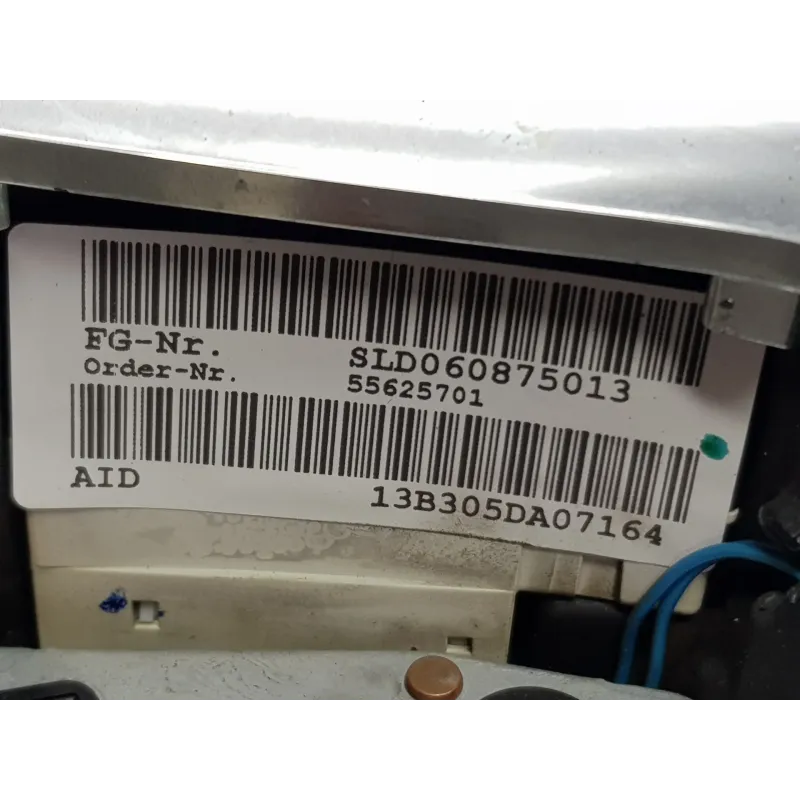 FG-Nr. SLD060875013
Order-Nr. 55625701
AID 13B305DA07164